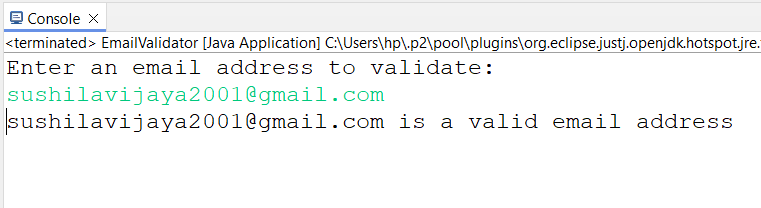 Console
<terminated> EmailValidator [Java Application] C:\Users\hp\.p2\pool\plugins\org.eclipse.justj.openjdk.hotspot.jre.
Enter an email address to validate:
sushilavijaya2001@gmail.com
sushilavijaya2001@gmail.com is a valid email address